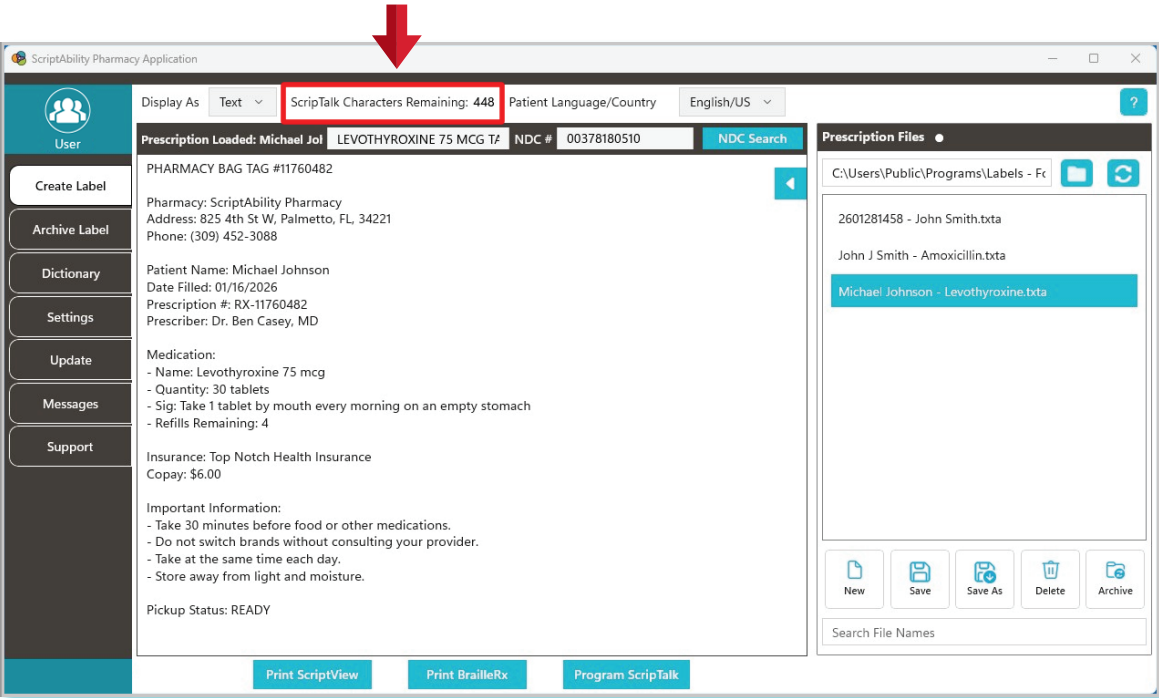 ScriptAbility Pharmacy Application
User
Create Label
Archive Label
Dictionary
Settings
Update
Messages
Support
Display As Text ScripTalk Characters Remaining: 448 Patient Language/Country English/US ?
Prescription Loaded: Michael Jol LEVOTHYROXINE 75 MCG TA NDC # 00378180510 NDC Search
PHARMACY BAG TAG #11760482
Pharmacy: ScriptAbility Pharmacy
Address: 825 4th St W, Palmetto, FL, 34221
Phone: (309) 452-3088
Patient Name: Michael Johnson
Date Filled: 01/16/2026
Prescription #: RX-11760482
Prescriber: Dr. Ben Casey, MD
Medication:
- Name: Levothyroxine 75 mcg
- Quantity: 30 tablets
- Sig: Take 1 tablet by mouth every morning on an empty stomach
- Refills Remaining: 4
Insurance: Top Notch Health Insurance
Copay: $6.00
Important Information:
- Take 30 minutes before food or other medications.
- Do not switch brands without consulting your provider.
- Take at the same time each day.
- Store away from light and moisture.
Pickup Status: READY
Print ScriptView Print BrailleRx Program ScripTalk
Prescription Files
C:\Users\Public\Programs\Labels - Fo
2601281458 - John Smith.txta
John J Smith - Amoxicillin.txta
Michael Johnson - Levothyroxine.txta
New Save Save As Delete Archive
Search File Names